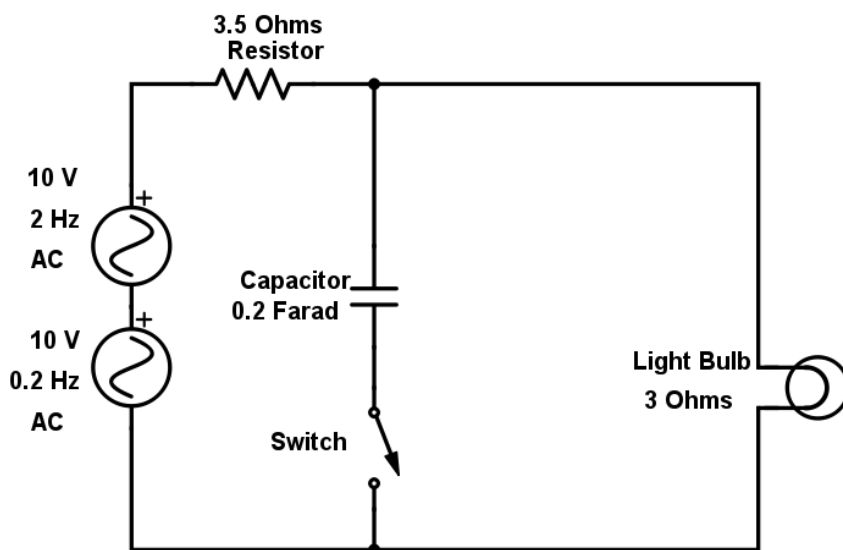 3.5 Ohms
Resistor
10 V
2 Hz
AC
+
Capacitor
0.2 Farad
10 V
0.2 Hz
AC
+
Light Bulb
3 Ohms
Switch